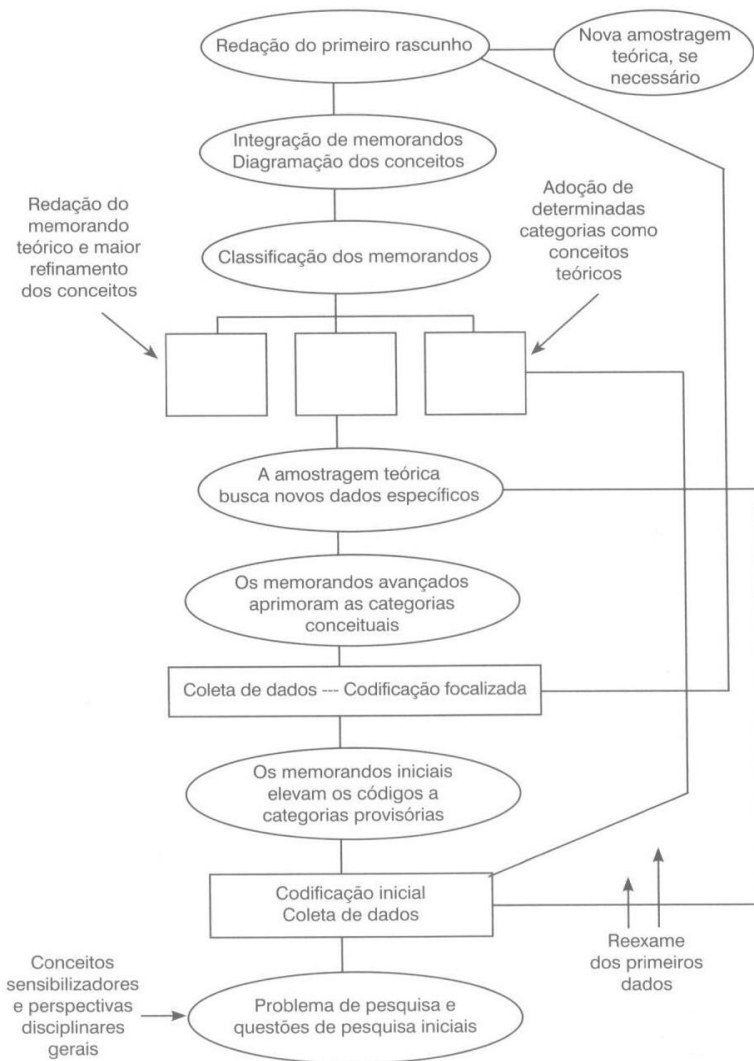 Redação do primeiro rascunho
Nova amostragem
teórica, se
necessário
Integração de memorandos
Diagramação dos conceitos
Redação do
memorando
teórico e maior
refinamento
dos conceitos
Adoção de
determinadas
categorias como
conceitos
teóricos
Classificação dos memorandos
A amostragem teórica
busca novos dados específicos
Os memorandos avançados
aprimoram as categorias
conceituais
Coleta de dados --- Codificação focalizada
Os memorandos iniciais
elevam os códigos a
categorias provisórias
Codificação inicial
Coleta de dados
Reexame
dos primeiros
dados
Conceitos
sensibilizadores
e perspectivas
disciplinares
gerais
Problema de pesquisa e
questões de pesquisa iniciais